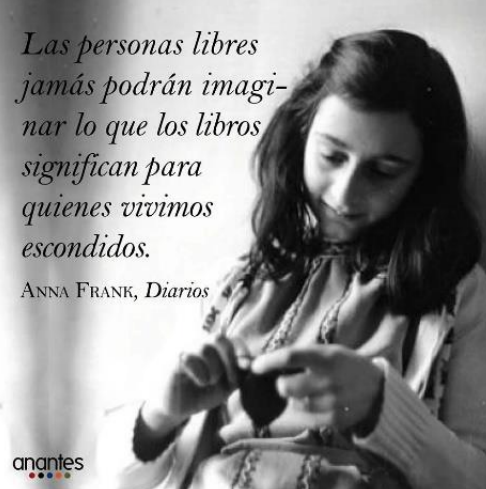 Las personas libres
jamás podrán imagi-
nar lo que los libros
significan para
quienes vivimos
escondidos.
ANNA FRANK, Diarios
anantes